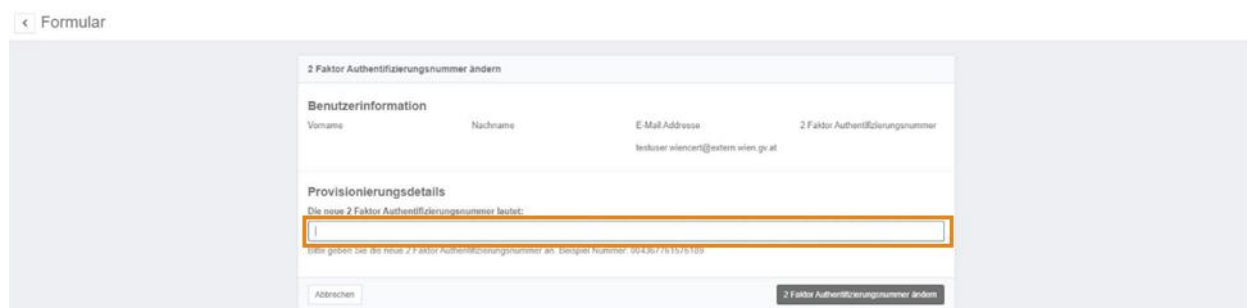 Formular
2 Faktor Authentifizierungsnummer ändern
Benutzerinformation
Vorname Nachname E-Mail Addresse 2 Faktor Authentifizierungsnummer
testuser.wiencert@extern.wien.gv.at
Provisionierungsdetails
Die neue 2 Faktor Authentifizierungsnummer lautet:
Bitte geben Sie die neue 2 Faktor Authentifizierungsnummer an. Beispiel Nummer: 004367761576189
Abbrechen 2 Faktor Authentifizierungsnummer ändern